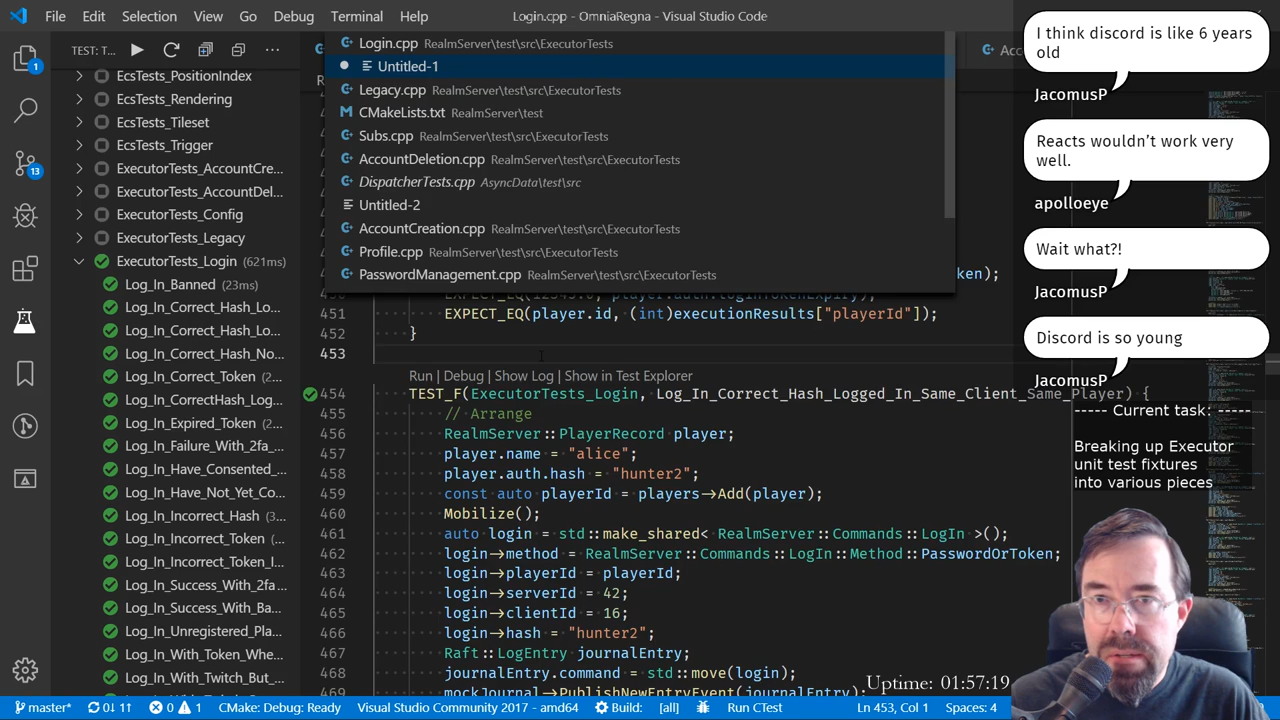 File Edit Selection View Go Debug Terminal Help Login.cpp - OmniaRegna - Visual Studio Code
TEST: T...
Login.cpp RealmServer\test\src\ExecutorTests
Untitled-1
Legacy.cpp RealmServer\test\src\ExecutorTests
CMakeLists.txt RealmServer\test
Subs.cpp RealmServer\test\src\ExecutorTests
AccountDeletion.cpp RealmServer\test\src\ExecutorTests
DispatcherTests.cpp AsyncData\test\src
Untitled-2
AccountCreation.cpp RealmServer\test\src\ExecutorTests
Profile.cpp RealmServer\test\src\ExecutorTests
PasswordManagement.cpp RealmServer\test\src\ExecutorTests
EcsTests_PositionIndex
EcsTests_Rendering
EcsTests_Tileset
EcsTests_Trigger
ExecutorTests_AccountCre...
ExecutorTests_AccountDel...
ExecutorTests_Config
ExecutorTests_Legacy
ExecutorTests_Login (621ms)
Log_In_Banned (23ms)
Log_In_Correct_Hash_Lo...
Log_In_Correct_Hash_Lo...
Log_In_Correct_Hash_No...
Log_In_Correct_Token (2...
Log_In_CorrectHash_Log...
Log_In_Expired_Token (2...
Log_In_Failure_With_2fa...
Log_In_Have_Consented_...
Log_In_Have_Not_Yet_Co...
Log_In_Incorrect_Hash (3...
Log_In_Incorrect_Token (...
Log_In_Incorrect_Token_I...
Log_In_Success_With_2fa...
Log_In_Success_With_Ba...
Log_In_Unregistered_Pla...
Log_In_With_Token_Whe...
Log_In_With_Twitch_But_...
ken);
451 EXPECT_EQ(player.id, (int)executionResults["playerId"]);
452 }
453
Run | Debug | Show Log | Show in Test Explorer
454 TEST_F(ExecutorTests_Login, Log_In_Correct_Hash_Logged_In_Same_Client_Same_Player) {
455 // Arrange
456 RealmServer::PlayerRecord player;
457 player.name = "alice";
458 player.auth.hash = "hunter2";
459 const auto playerId = players->Add(player);
460 Mobilize();
461 auto login = std::make_shared< RealmServer::Commands::LogIn >();
462 login->method = RealmServer::Commands::LogIn::Method::PasswordOrToken;
463 login->playerId = playerId;
464 login->serverId = 42;
465 login->clientId = 16;
466 login->hash = "hunter2";
467 Raft::LogEntry journalEntry;
468 journalEntry.command = std::move(login);
469 mockJournal->PublishNewEntryEvent(journalEntry);
I think discord is like 6 years
old
JacomusP
Reacts wouldn't work very
well.
apolloeye
Wait what?!
JacomusP
Discord is so young
JacomusP
----- Current task: -----
Breaking up Executor
unit test fixtures
into various pieces
Uptime: 01:57:19
master* 0↓ 1↑ 0 1 CMake: Debug: Ready Visual Studio Community 2017 - amd64 Build: [all] Run CTest Ln 453, Col 1 Spaces: 4